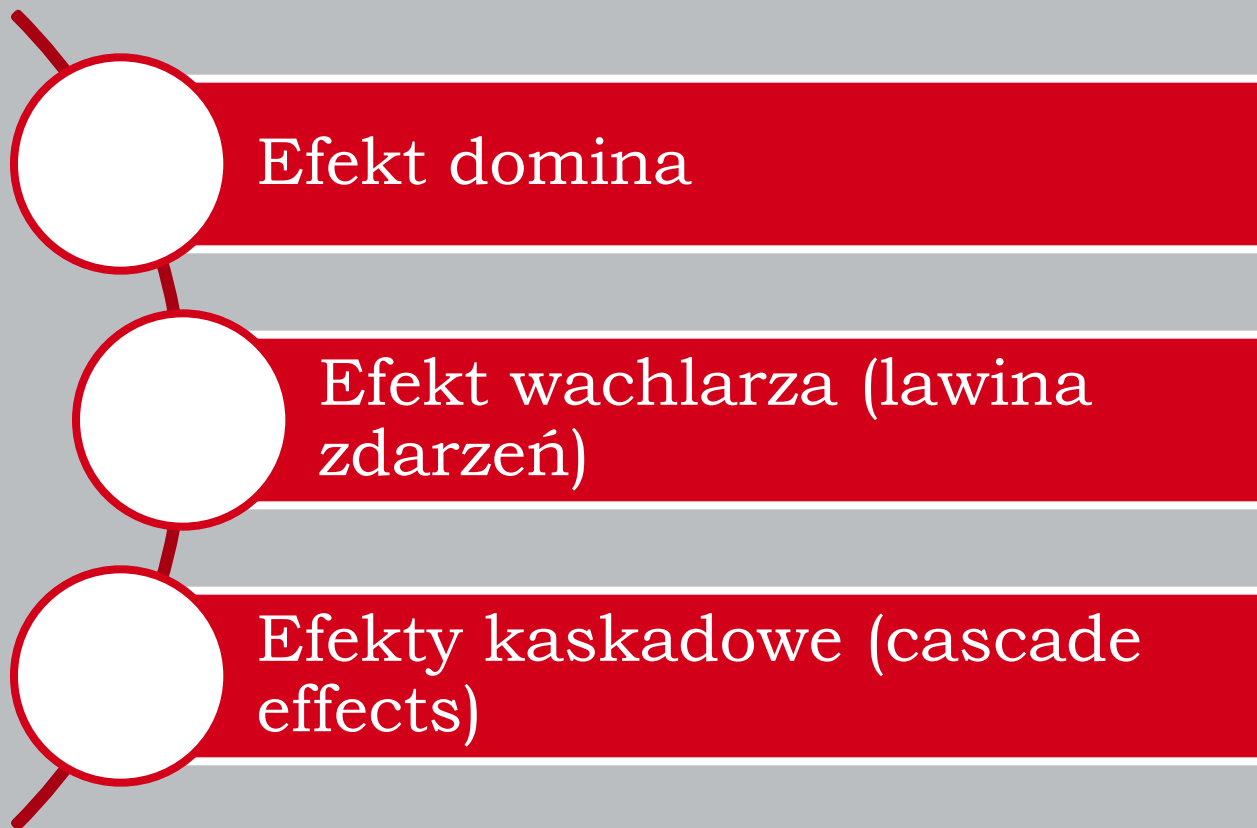 Efekt domina
Efekt wachlarza (lawina
zdarzeń)
Efekty kaskadowe (cascade
effects)